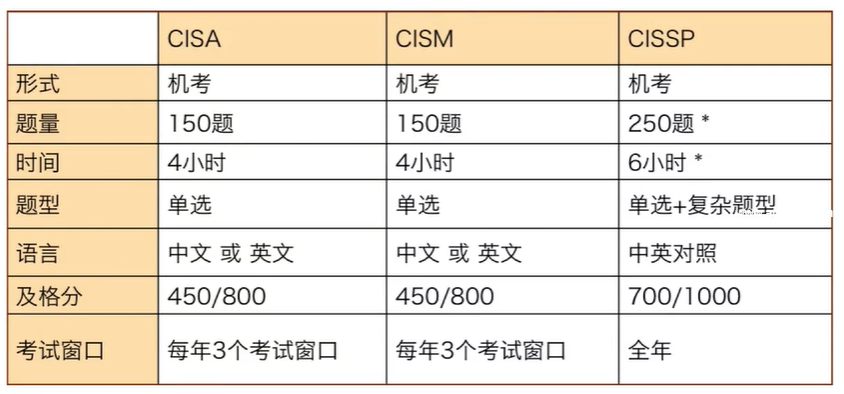 CISA CISM CISSP
形式 机考 机考 机考
题量 150题 150题 250题 *
时间 4小时 4小时 6小时 *
题型 单选 单选 单选+复杂题型
语言 中文 或 英文 中文 或 英文 中英对照
及格分 450/800 450/800 700/1000
考试窗口 每年3个考试窗口 每年3个考试窗口 全年